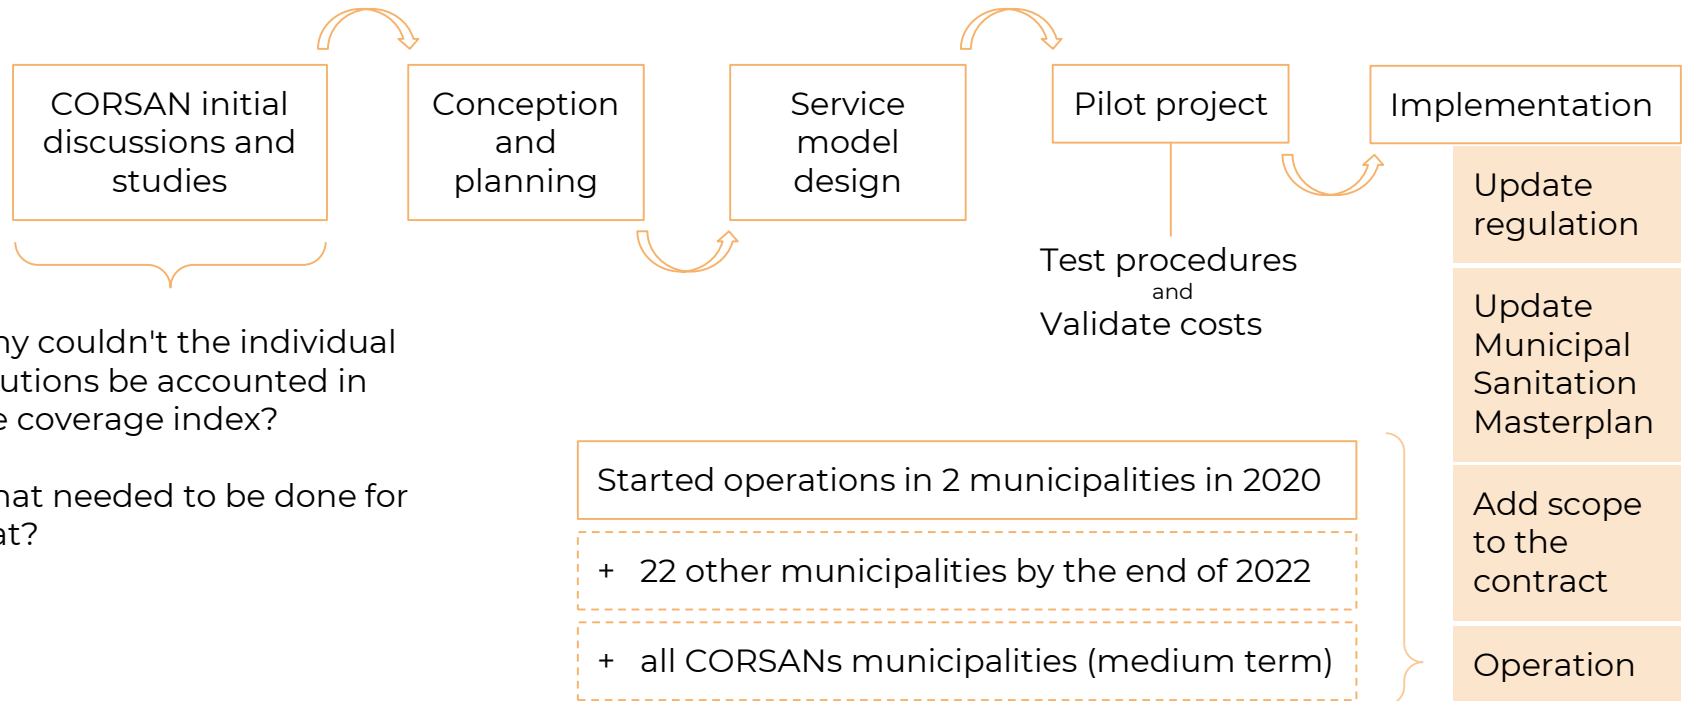 CORSAN initial
discussions and
studies
Conception
and
planning
Service
model
design
Pilot project
Implementation
Test procedures
and
Validate costs
Update
regulation
Update
Municipal
Sanitation
Masterplan
Add scope
to the
contract
Operation
couldn't the individual
be accounted in
coverage index?
needed to be done for
Started operations in 2 municipalities in 2020
+ 22 other municipalities by the end of 2022
+ all CORSANs municipalities (medium term)